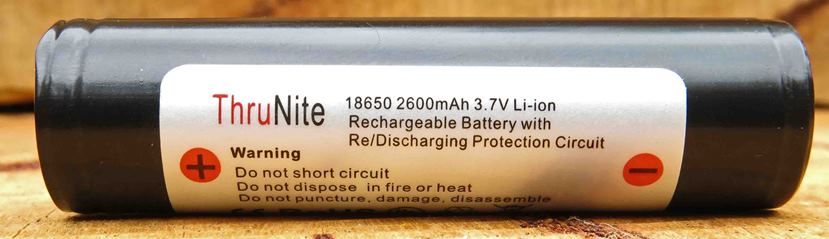 ThruNite 18650 2600mAh 3.7V Li-ion
Rechargeable Battery with
Re/Discharging Protection Circuit
+ Warning −
Do not short circuit
Do not dispose in fire or heat
Do not puncture, damage, disassemble